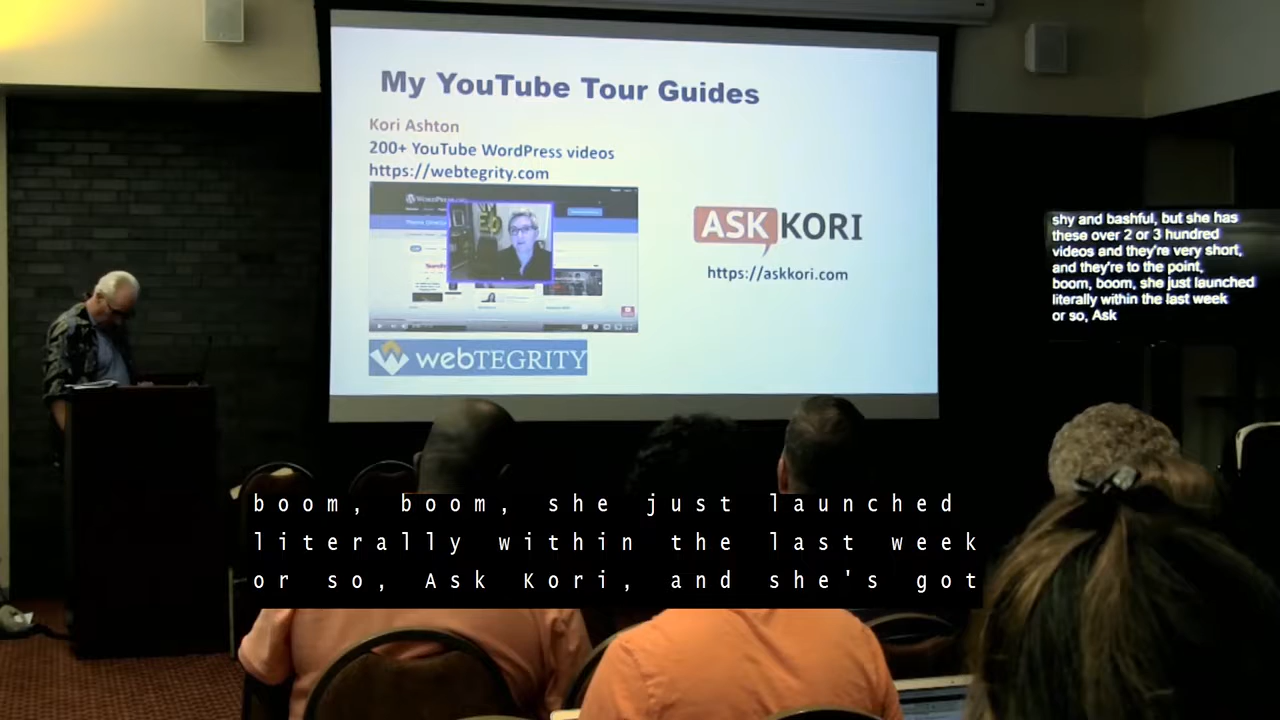 My YouTube Tour Guides
Kori Ashton
200+ YouTube WordPress videos
https://webtegrity.com
WORDPRESS
ASK KORI
https://askkori.com
webTEGRITY
shy and bashful, but she has
these over 2 or 3 hundred
videos and they're very short,
and they're to the point,
boom, boom, she just launched
literally within the last week
or so, Ask
boom, boom, she just launched
literally within the last week
or so, Ask Kori, and she's got